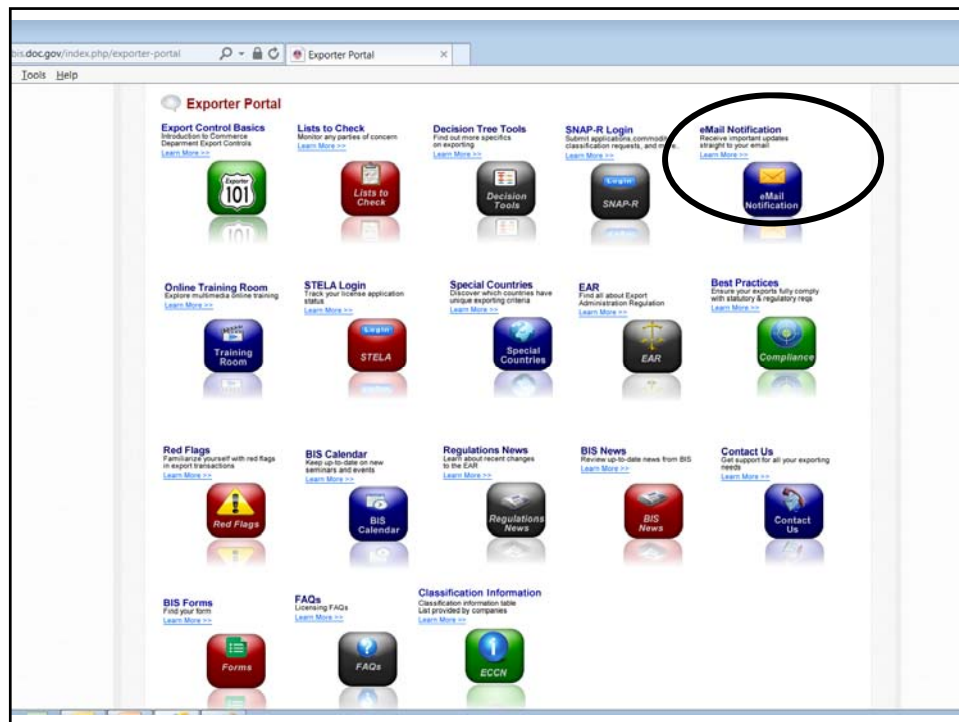 bis.doc.gov/index.php/exporter-portal
Exporter Portal
Tools Help
Exporter Portal
Export Control Basics
Introduction to Commerce
Deparment Export Controls
Learn More >>
Exporter
101
Lists to Check
Monitor any parties of concern
Learn More >>
Lists to
Check
Decision Tree Tools
Find out more specifics
on exporting
Learn More >>
Decision
Tools
SNAP-R Login
Submit applications,commodit
classification requests, and more..
Learn More >>
Login
SNAP-R
eMail Notification
Receive important updates
straight to your email
Learn More >>
eMail
Notification
Online Training Room
Explore multimedia online training
Learn More >>
Training
Room
STELA Login
Track your license application
status
Learn More >>
Login
STELA
Special Countries
Discover which countries have
unique exporting criteria
Learn More >>
Special
Countries
EAR
Find all about Export
Administration Regulation
Learn More >>
EAR
Best Practices
Ensure your exports fully comply
with statutory & regulatory reqs
Learn More >>
Compliance
Red Flags
Familiarize yourself with red flags
in export transactions
Learn More >>
Red Flags
BIS Calendar
Keep up-to-date on new
seminars and events
Learn More >>
BIS
Calendar
Regulations News
Learn about recent changes
to the EAR
Learn More >>
Regulations
News
BIS News
Review up-to-date news from BIS
Learn More >>
BIS
News
Contact Us
Get support for all your exporting
needs
Learn More >>
Contact
Us
BIS Forms
Find your form
Learn More >>
Forms
FAQs
Licensing FAQs
Learn More >>
FAQs
Classification Information
Classification information table
List provided by companies
Learn More >>
ECCN